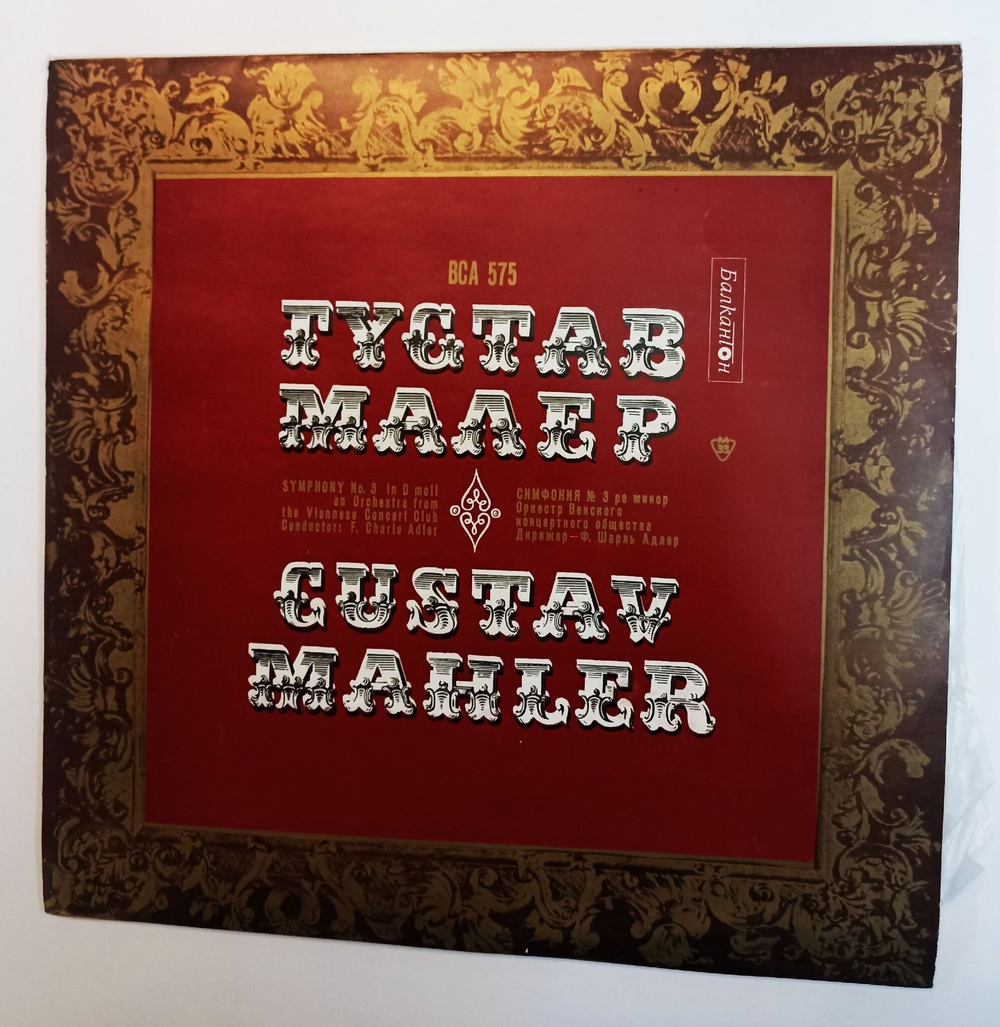 ВСА 575
Балкантон
ГУСТАВ
МАЛЕР
M
33
SYMPHONY No. 3 in D moll
an Orchestra from
the Viennese Concert Club
Conductor: F. Charle Adler
СИМФОНИЯ № 3 ре минор
Оркестр Венского
концертного общества
Дирижер—Ф. Шарль Адлер
GUSTAV
MAHLER